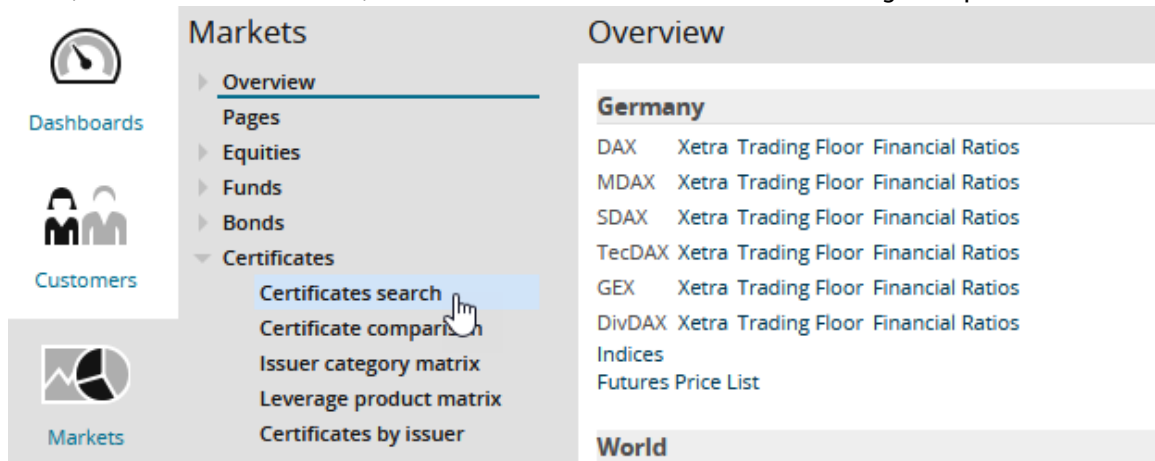 Markets
Overview
Dashboards
Customers
Markets
Overview
Pages
Equities
Funds
Bonds
Certificates
Certificates search
Certificate comparison
Issuer category matrix
Leverage product matrix
Certificates by issuer
Germany
DAX Xetra Trading Floor Financial Ratios
MDAX Xetra Trading Floor Financial Ratios
SDAX Xetra Trading Floor Financial Ratios
TecDAX Xetra Trading Floor Financial Ratios
GEX Xetra Trading Floor Financial Ratios
DivDAX Xetra Trading Floor Financial Ratios
Indices
Futures Price List
World